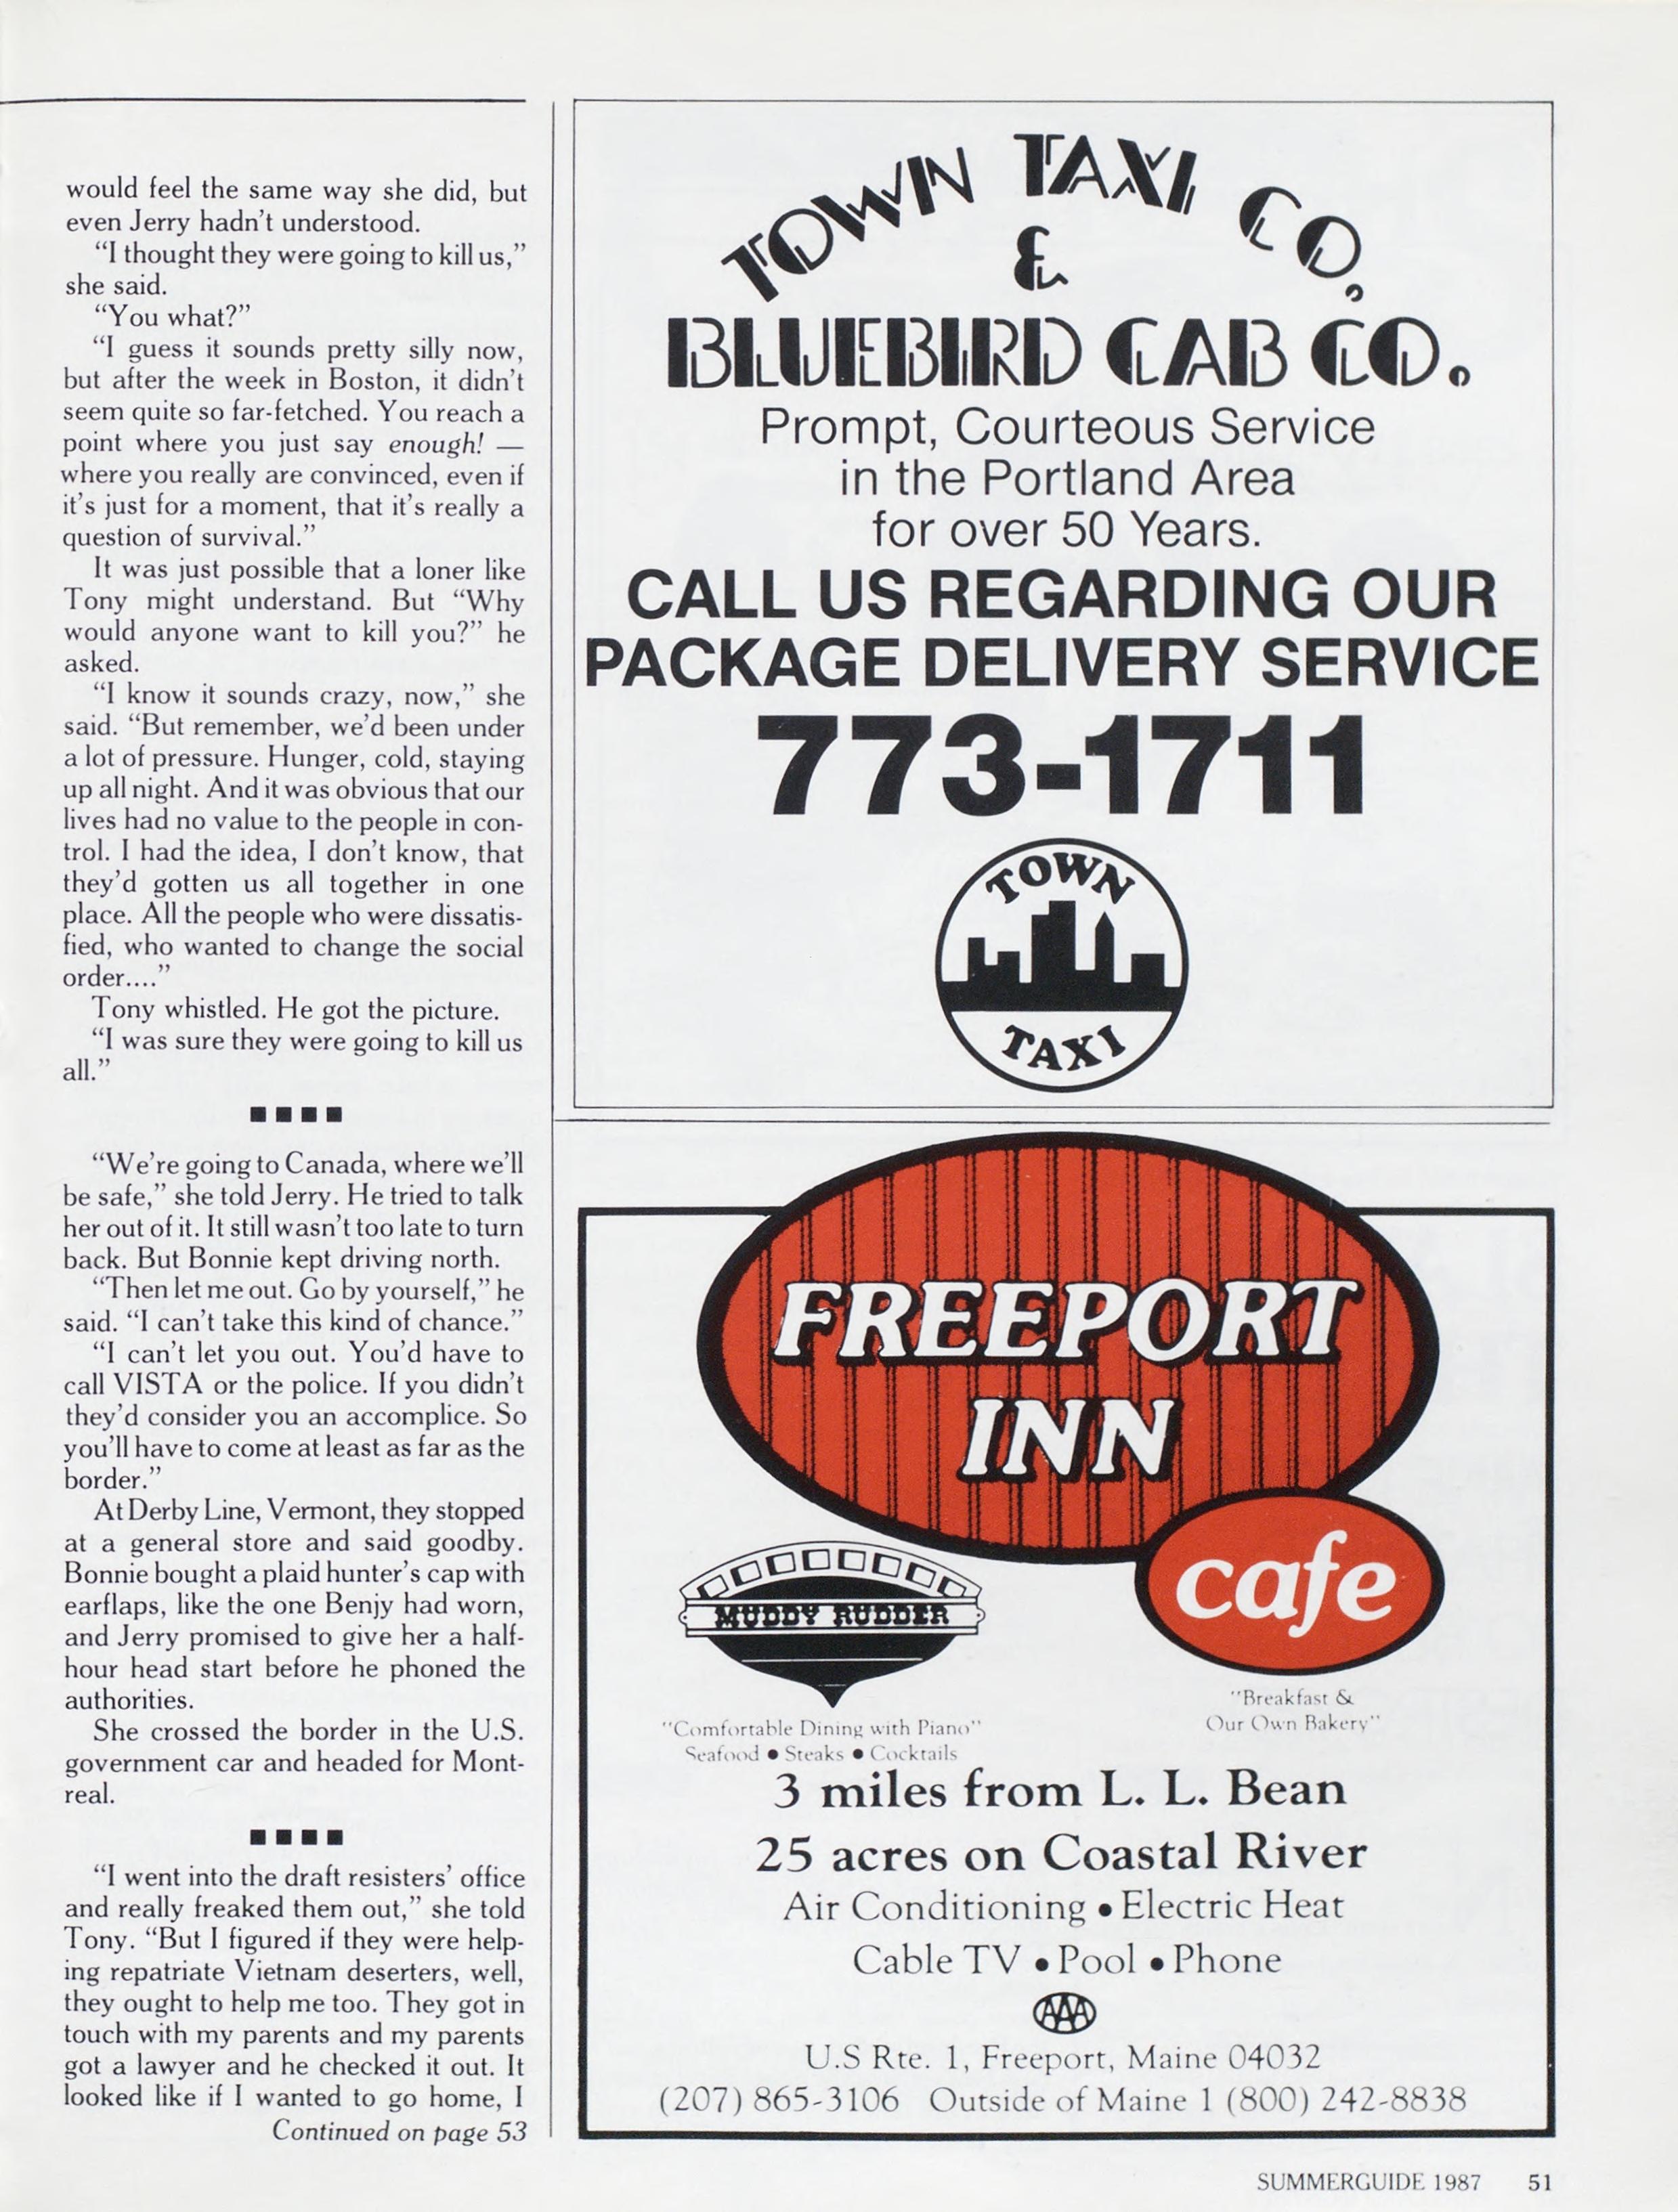 would feel the same way she did, but
even Jerry hadn't understood.
“I thought they were going to kill us,”
she said.
“You what?”
“I guess it sounds pretty silly now,
but after the week in Boston, it didn't
seem quite so far-fetched. You reach a
point where you just say enough! —
where you really are convinced, even if
it's just for a moment, that it's really a
question of survival.”
It was just possible that a loner like
Tony might understand. But “Why
would anyone want to kill you?” he
asked.
“I know it sounds crazy, now,” she
said. “But remember, we'd been under
a lot of pressure. Hunger, cold, staying
up all night. And it was obvious that our
lives had no value to the people in con-
trol. I had the idea, I don't know, that
they'd gotten us all together in one
place. All the people who were dissatis-
fied, who wanted to change the social
order....”
Tony whistled. He got the picture.
“I was sure they were going to kill us
all.”
“We're going to Canada, where we'll
be safe,” she told Jerry. He tried to talk
her out of it. It still wasn't too late to turn
back. But Bonnie kept driving north.
“Then let me out. Go by yourself,” he
said. “I can't take this kind of chance.”
“I can't let you out. You'd have to
call VISTA or the police. If you didn't
they'd consider you an accomplice. So
you'll have to come at least as far as the
border.”
At Derby Line, Vermont, they stopped
at a general store and said goodby.
Bonnie bought a plaid hunter's cap with
earflaps, like the one Benjy had worn,
and Jerry promised to give her a half-
hour head start before he phoned the
authorities.
She crossed the border in the U.S.
government car and headed for Mont-
real.
“I went into the draft resisters' office
and really freaked them out,” she told
Tony. “But I figured if they were help-
ing repatriate Vietnam deserters, well,
they ought to help me too. They got in
touch with my parents and my parents
got a lawyer and he checked it out. It
looked like if I wanted to go home, I
Continued on page 53
TOWN TAXI CO.
&
BLUEBIRD CAB CO.
Prompt, Courteous Service
in the Portland Area
for over 50 Years.
CALL US REGARDING OUR
PACKAGE DELIVERY SERVICE
773-1711
TOWN
TAXI
FREEPORT
INN
cafe
MUDDY RUDDER
"Breakfast &
Our Own Bakery"
"Comfortable Dining with Piano"
Seafood • Steaks • Cocktails
3 miles from L. L. Bean
25 acres on Coastal River
Air Conditioning • Electric Heat
Cable TV • Pool • Phone
AAA
U.S Rte. 1, Freeport, Maine 04032
(207) 865-3106 Outside of Maine 1 (800) 242-8838
SUMMERGUIDE 1987 51